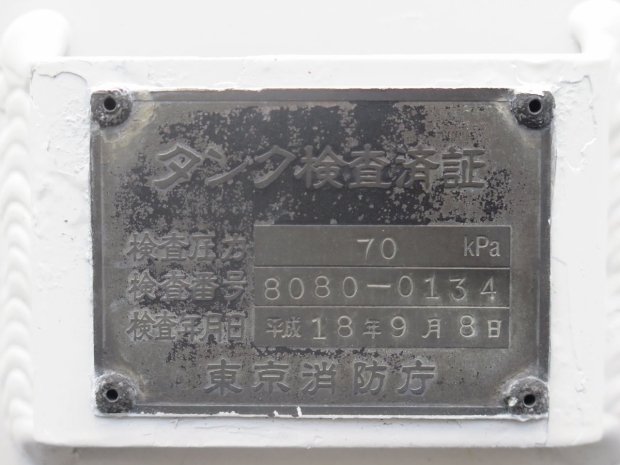 タンク検査済証
検査圧力 70 kPa
検査番号 8080-0134
検査年月日 平成18年9月8日
東京消防庁